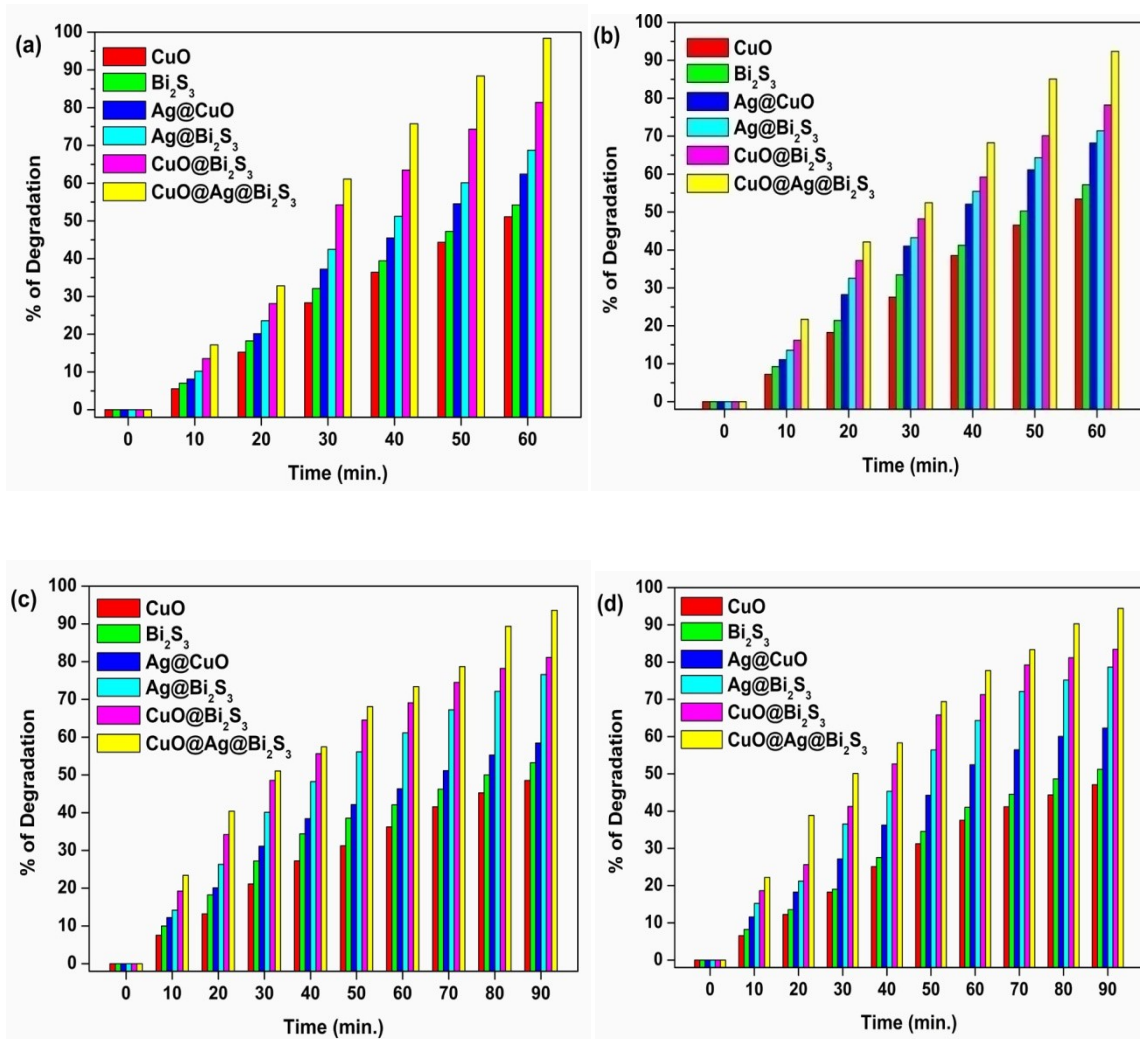 (a)
% of Degradation
100
90
80
70
60
50
40
30
20
10
0
CuO
Bi₂S₃
Ag@CuO
Ag@Bi₂S₃
CuO@Bi₂S₃
CuO@Ag@Bi₂S₃
0 10 20 30 40 50 60
Time (min.)
(b)
% of Degradation
100
90
80
70
60
50
40
30
20
10
0
CuO
Bi₂S₃
Ag@CuO
Ag@Bi₂S₃
CuO@Bi₂S₃
CuO@Ag@Bi₂S₃
0 10 20 30 40 50 60
Time (min.)
(c)
% of Degradation
100
90
80
70
60
50
40
30
20
10
0
CuO
Bi₂S₃
Ag@CuO
Ag@Bi₂S₃
CuO@Bi₂S₃
CuO@Ag@Bi₂S₃
0 10 20 30 40 50 60 70 80 90
Time (min.)
(d)
% of Degradation
100
90
80
70
60
50
40
30
20
10
0
CuO
Bi₂S₃
Ag@CuO
Ag@Bi₂S₃
CuO@Bi₂S₃
CuO@Ag@Bi₂S₃
0 10 20 30 40 50 60 70 80 90
Time (min.)